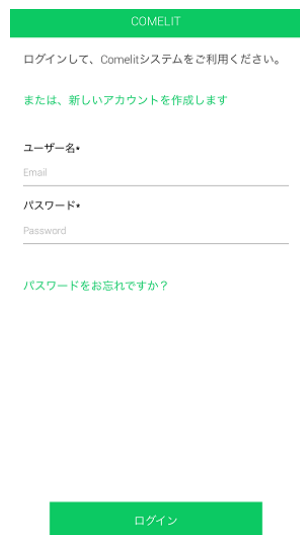 COMELIT
ログインして、Comelitシステムをご利用ください。
または、新しいアカウントを作成します
ユーザー名*
Email
パスワード*
Password
パスワードをお忘れですか？
ログイン